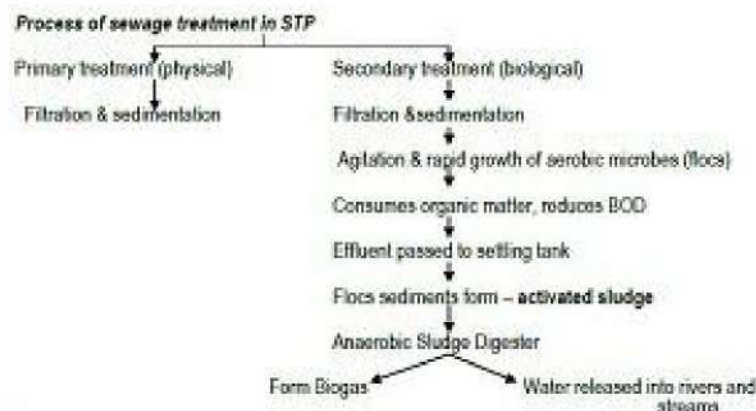 Process of sewage treatment in STP
Primary treatment (physical)
Secondary treatment (biological)
Filtration & sedimentation
Filtration &sedimentation
Agilation & rapid growth of aerobic microbes (flocs)
Consumes organic matter, reduces BOD
Effluent passed to settling tank
Flocs sediments form – activated sludge
Anaerobic Sludge Digester
Form Biogas
Water released into rivers and
streams